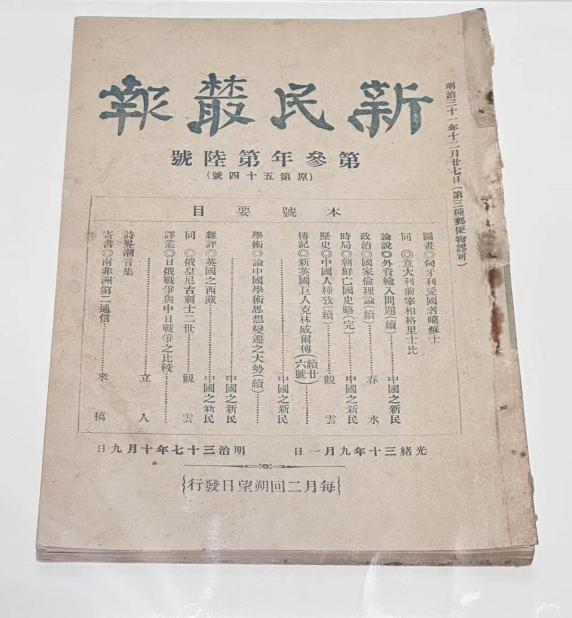 新民叢報
第參年第陸號
(原第五十四號)
明治三十一年十二月廿七日(第三種郵便物認可)
本號要目
圖畫◎匈牙利愛國者噶蘇士
同 ◎意大利前宰相格里士比
論說◎外資輸入問題(續)………中國之新民
政治◎國家倫理論(續)………春水
時局◎朝鮮亡國史略(完)………中國之新民
歷史◎中國人種攷(續)………觀雲
傳記◎新英國巨人克林威爾傳(續廿六號)
………中國之新民
學術◎論中國學術思想變遷之大勢(續)
………中國之新民
雜評◎英國之西藏………中國之新民
同 ◎俄皇尼古刺士二世………觀雲
譯叢◎日俄戰爭與中日戰爭之比較
………立人
詩界潮音集
寄書◎南非洲第二通信………來稿
光緒三十年九月一日
明治三十七年十月九日
{每月二回朔望日發行}